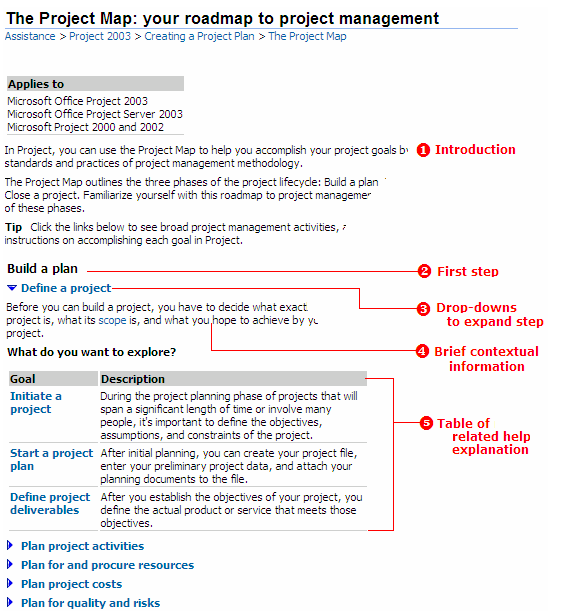 The Project Map: your roadmap to project management
Assistance > Project 2003 > Creating a Project Plan > The Project Map
Applies to
Microsoft Office Project 2003
Microsoft Office Project Server 2003
Microsoft Project 2000 and 2002
In Project, you can use the Project Map to help you accomplish your project goals by
1 Introduction
standards and practices of project management methodology.
The Project Map outlines the three phases of the project lifecycle: Build a plan
Close a project. Familiarize yourself with this roadmap to project
of these phases.
Tip Click the links below to see broad project management activities,
instructions on accomplishing each goal in Project.
Build a plan
2 First step
Define a project
3 Drop-downs
to expand step
Before you can build a project, you have to decide what exact
project is, what its scope is, and what you hope to achieve by
project.
4 Brief contextual
information
What do you want to explore?
Goal Description
Initiate a
project
During the project planning phase of projects that will
span a significant length of time or involve many
people, it's important to define the objectives,
assumptions, and constraints of the project.
5 Table of
related help
explanation
Start a project
plan
After initial planning, you can create your project file,
enter your preliminary project data, and attach your
planning documents to the file.
Define project
deliverables
After you establish the objectives of your project, you
define the actual product or service that meets those
objectives.
Plan project activities
Plan for and procure resources
Plan project costs
Plan for quality and risks